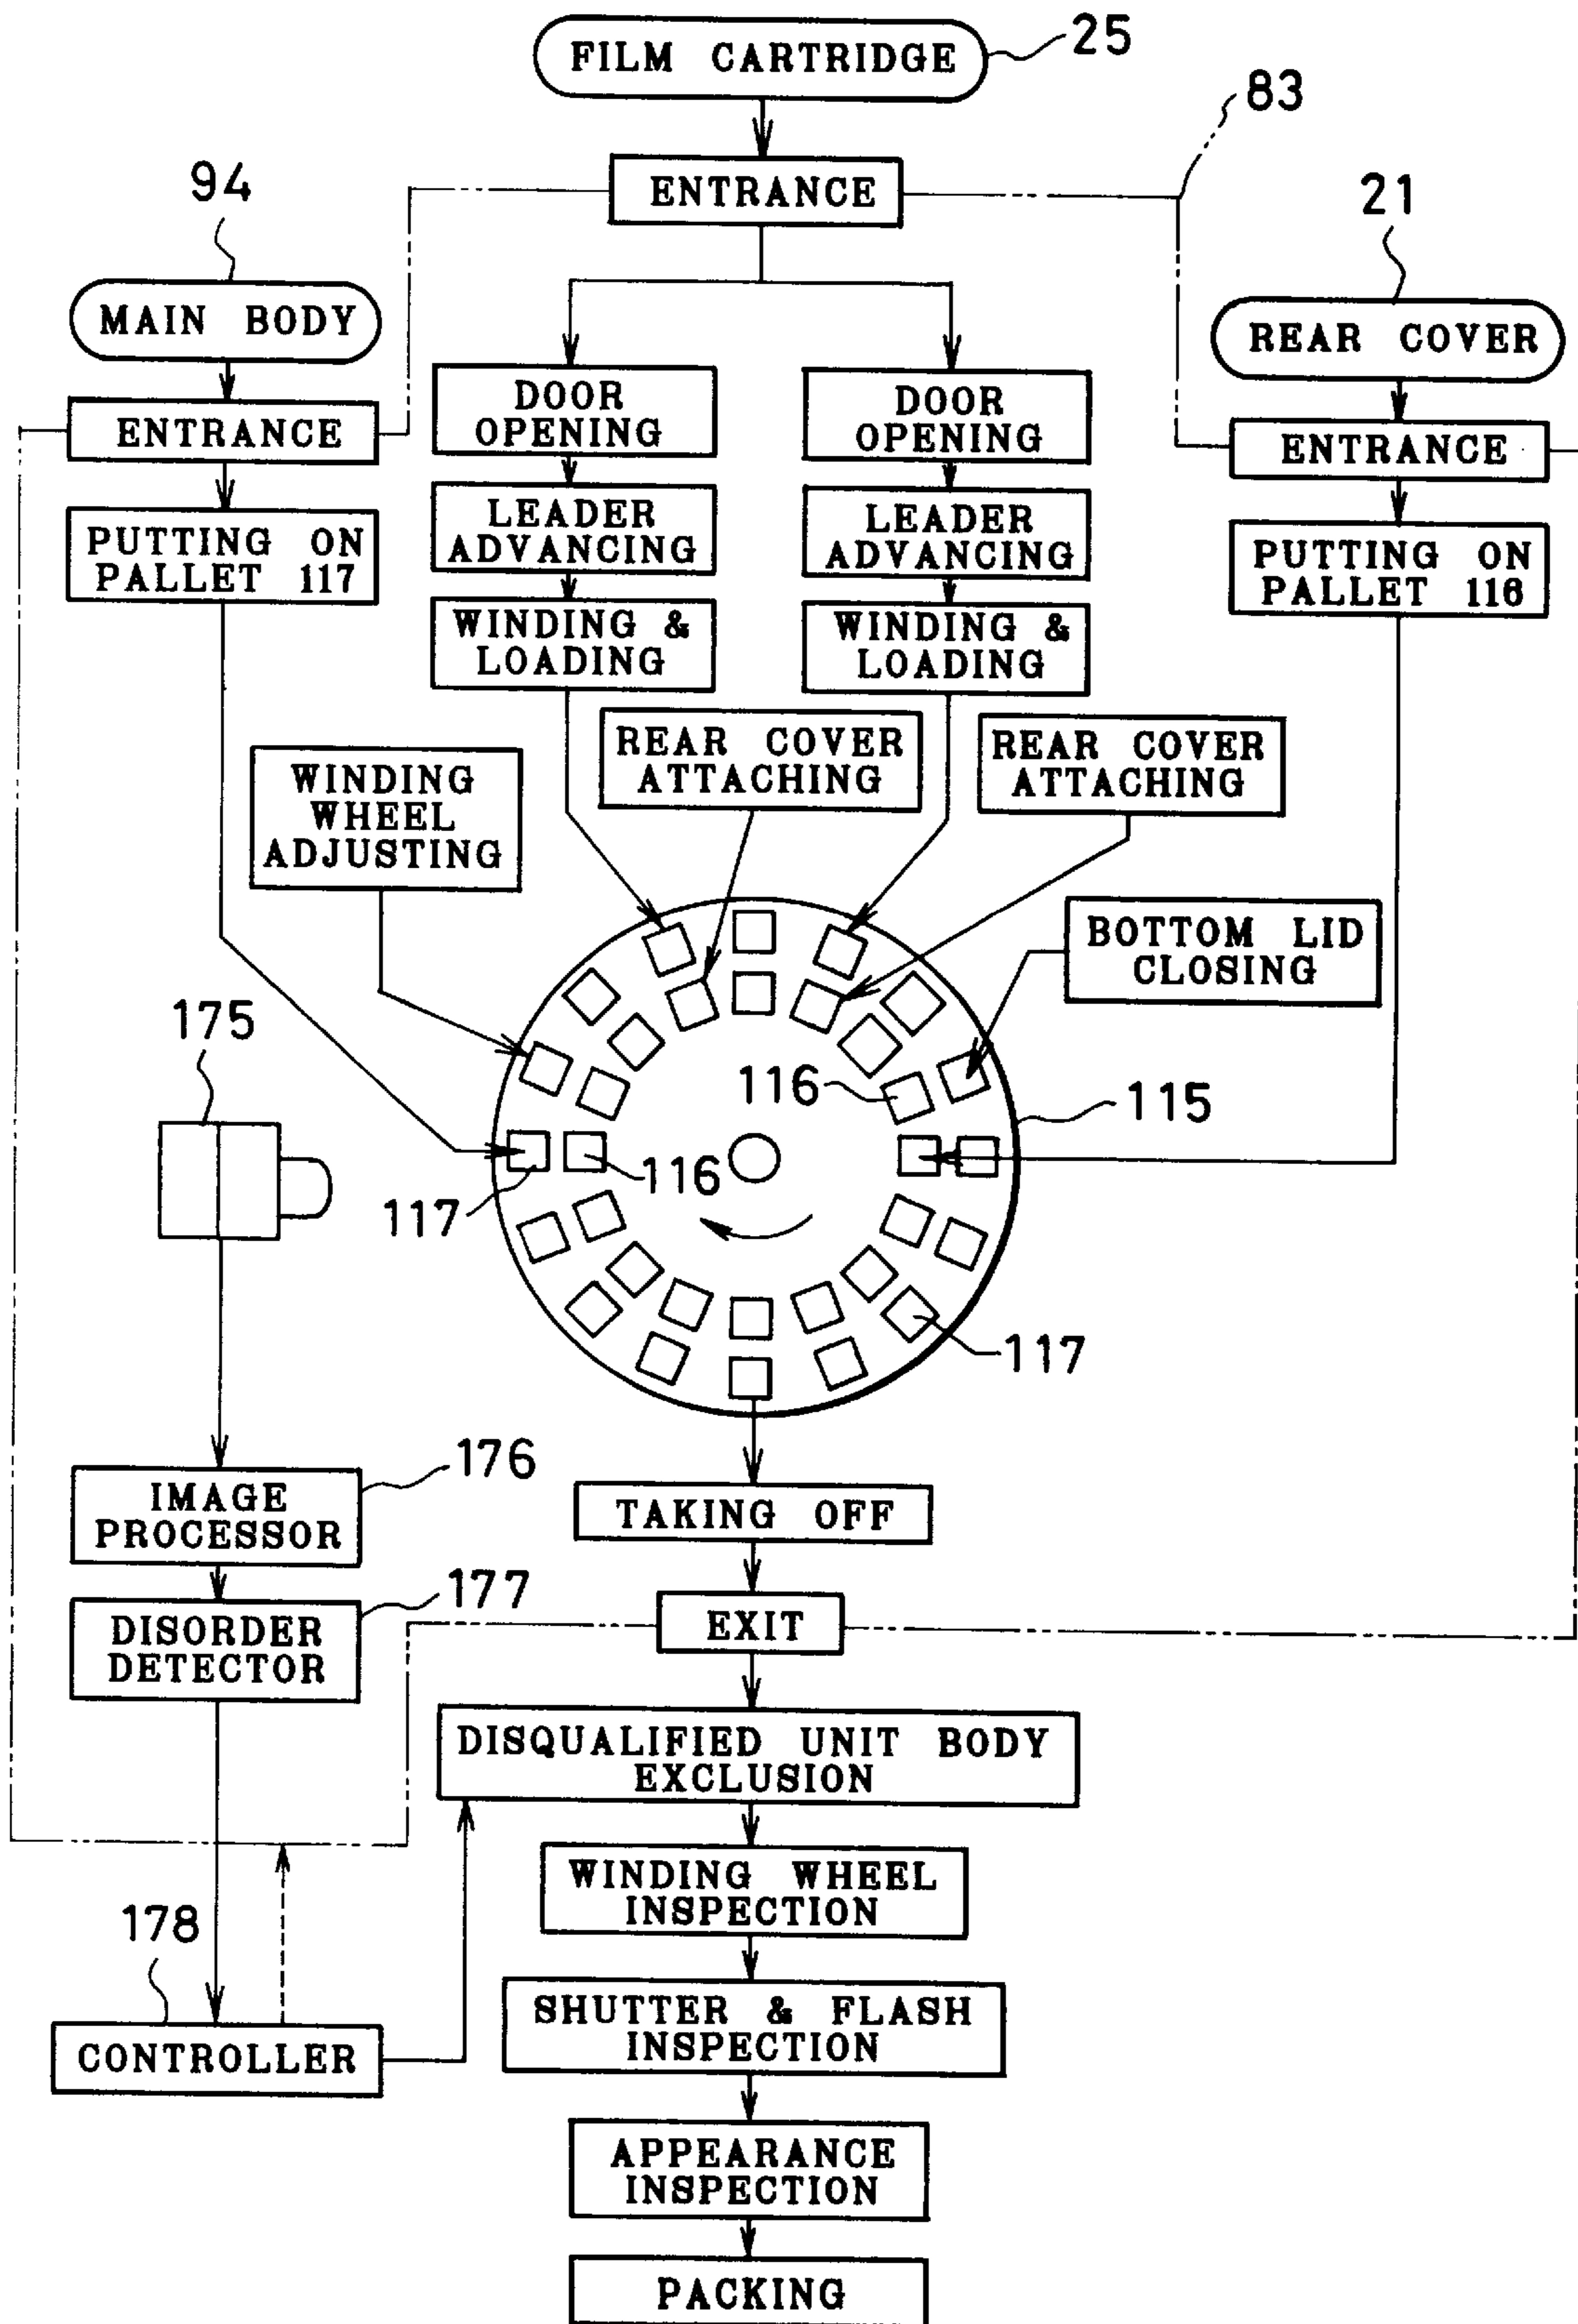 FILM CARTRIDGE
25
83
ENTRANCE
94
21
MAIN BODY
REAR COVER
ENTRANCE
DOOR
OPENING
DOOR
OPENING
ENTRANCE
PUTTING ON
PALLET 117
LEADER
ADVANCING
LEADER
ADVANCING
PUTTING ON
PALLET 116
WINDING &
LOADING
WINDING &
LOADING
WINDING
WHEEL
ADJUSTING
REAR COVER
ATTACHING
REAR COVER
ATTACHING
BOTTOM LID
CLOSING
175
116
115
116
117
117
176
IMAGE
PROCESSOR
TAKING OFF
177
DISORDER
DETECTOR
EXIT
DISQUALIFIED UNIT BODY
EXCLUSION
WINDING WHEEL
INSPECTION
178
SHUTTER & FLASH
INSPECTION
CONTROLLER
APPEARANCE
INSPECTION
PACKING